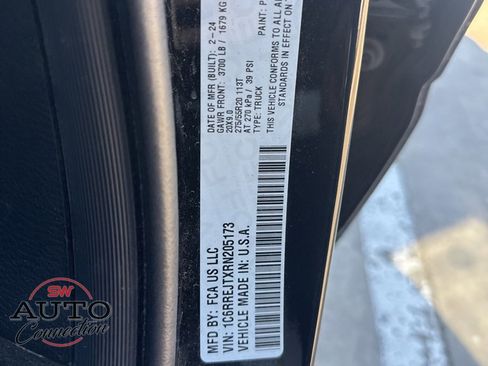 MFD BY: FCA US LLC
VIN: 1C6RREJTXRN205173
VEHICLE MADE IN: U.S.A.
DATE OF MFR (BUILT): 2-24
GAWR FRONT: 3700 LB / 1679 KG
20X9.0
275/55R20 113T
AT 270 kPa / 39 PSI
TYPE: TRUCK
PAINT: P
THIS VEHICLE CONFORMS TO AL
STANDARDS IN EFFECT ON T
SW
AUTO
Connection